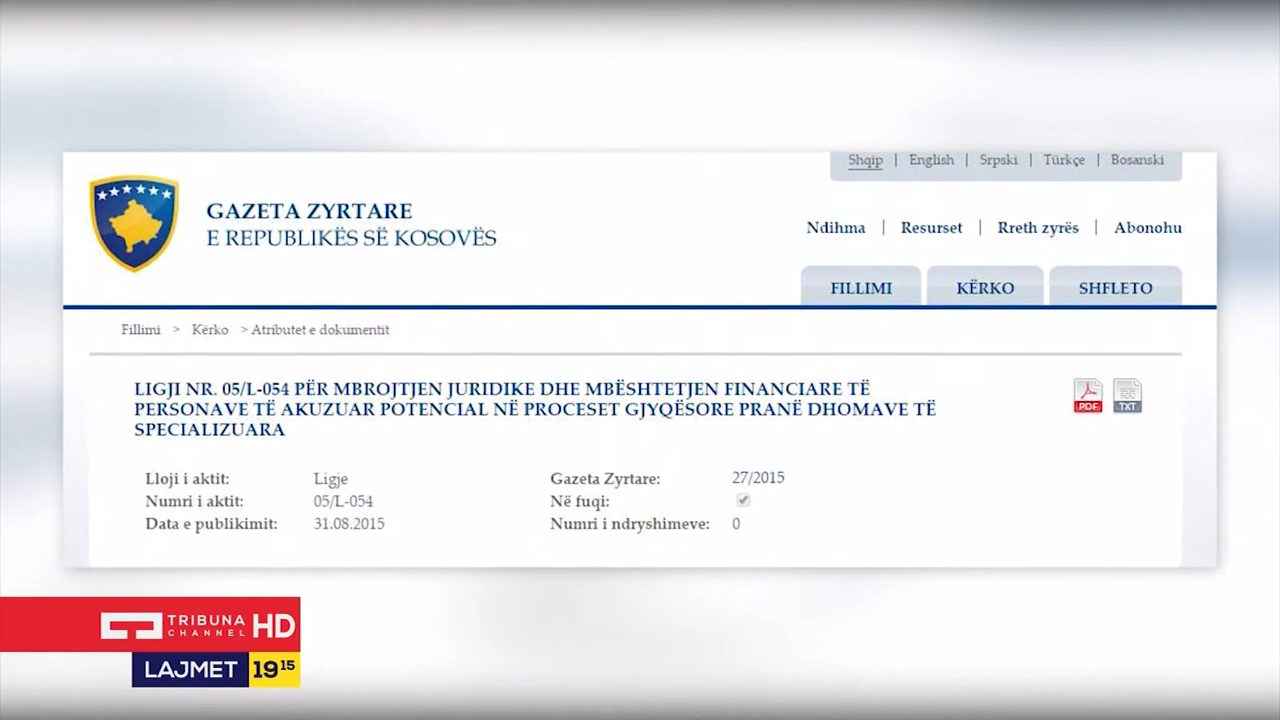 Shqip | English | Srpski | Türkçe | Bosanski
GAZETA ZYRTARE
E REPUBLIKËS SË KOSOVËS
Ndihma | Resurset | Rreth zyrës | Abonohu
FILLIMI KËRKO SHFLETO
Fillimi > Kërko > Atributet e dokumentit
LIGJI NR. 05/L-054 PËR MBROJTJEN JURIDIKE DHE MBËSHTETJEN FINANCIARE TË
PERSONAVE TË AKUZUAR POTENCIAL NË PROCESET GJYQËSORE PRANË DHOMAVE TË
SPECIALIZUARA
PDF TXT
Lloji i aktit: Ligje Gazeta Zyrtare: 27/2015
Numri i aktit: 05/L-054 Në fuqi:
Data e publikimit: 31.08.2015 Numri i ndryshimeve: 0
TRIBUNA
CHANNEL HD
LAJMET 19 15